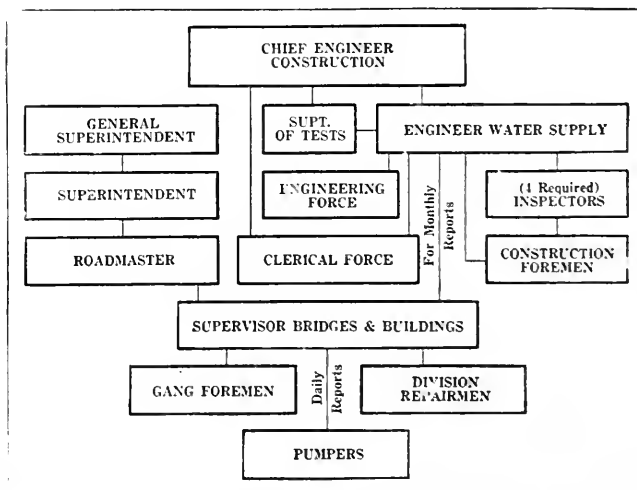 CHIEF ENGINEER
CONSTRUCTION
GENERAL
SUPERINTENDENT
SUPT.
OF TESTS
ENGINEER WATER SUPPLY
SUPERINTENDENT
ENGINEERING
FORCE
(4 Required)
INSPECTORS
ROADMASTER
CLERICAL FORCE
For Monthly
Reports
CONSTRUCTION
FOREMEN
SUPERVISOR BRIDGES & BUILDINGS
GANG FOREMEN
Daily
Reports
DIVISION
REPAIRMEN
PUMPERS